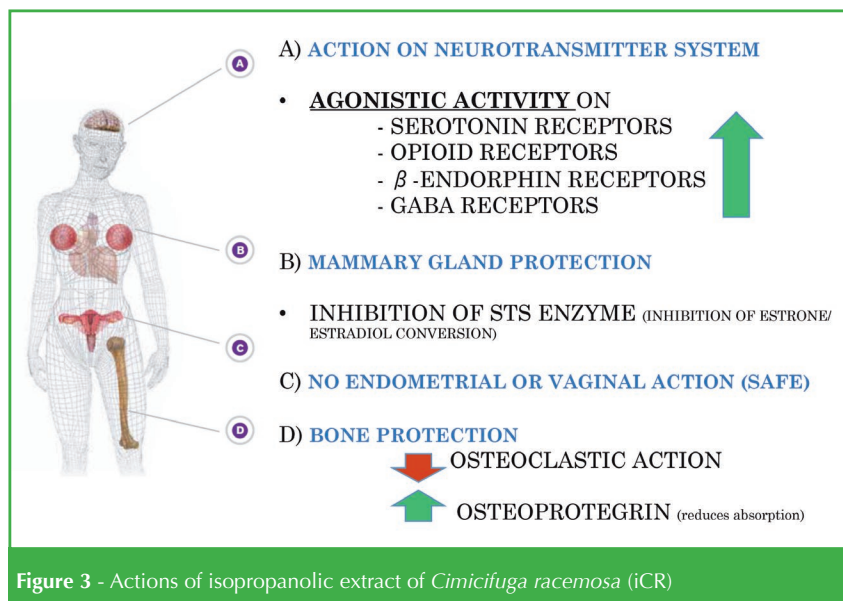 A) ACTION ON NEUROTRANSMITTER SYSTEM
A
• AGONISTIC ACTIVITY ON
- SEROTONIN RECEPTORS
- OPIOID RECEPTORS
- β-ENDORPHIN RECEPTORS
- GABA RECEPTORS
B
B) MAMMARY GLAND PROTECTION
• INHIBITION OF STS ENZYME (INHIBITION OF ESTRONE/
ESTRADIOL CONVERSION)
C
C) NO ENDOMETRIAL OR VAGINAL ACTION (SAFE)
D
D) BONE PROTECTION
OSTEOCLASTIC ACTION
OSTEOPROTEGRIN (reduces absorption)
Figure 3 - Actions of isopropanolic extract of Cimicifuga racemosa (iCR)